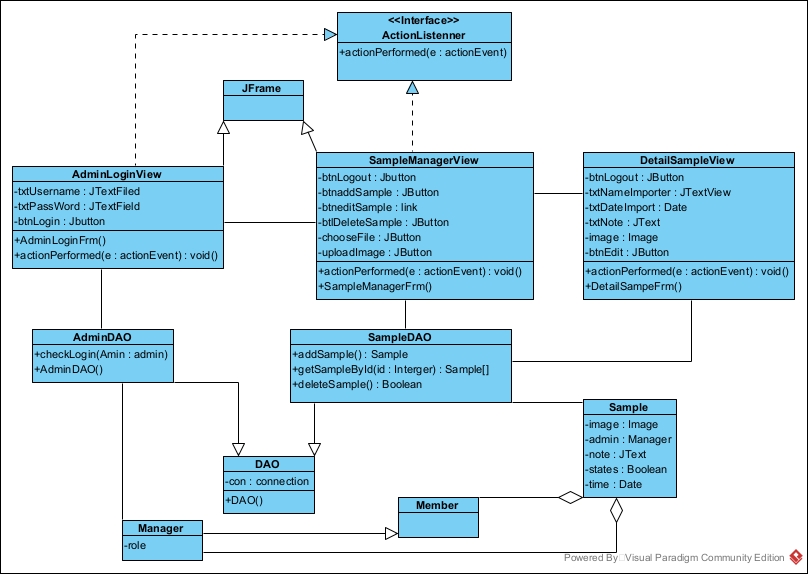 <<Interface>>
ActionListenner
+actionPerformed(e : actionEvent)
JFrame
AdminLoginView
-txtUsername : JTextFiled
-txtPassWord : JTextField
-btnLogin : Jbutton
+AdminLoginFrm()
+actionPerformed(e : actionEvent) : void()
SampleManagerView
-btnLogout : Jbutton
-btnaddSample : JButton
-btneditSample : link
-btlDeleteSample : JButton
-chooseFile : JButton
-uploadImage : JButton
+actionPerformed(e : actionEvent) : void()
+SampleManagerFrm()
DetailSampleView
-btnLogout : JButton
-txtNameImporter : JTextView
-txtDateImport : Date
-txtNote : JText
-image : Image
-btnEdit : JButton
+actionPerformed(e : actionEvent) : void()
+DetailSampeFrm()
AdminDAO
+checkLogin(Amin : admin)
+AdminDAO()
SampleDAO
+addSample() : Sample
+getSampleById(id : Interger) : Sample[]
+deleteSample() : Boolean
Sample
-image : Image
-admin : Manager
-note : JText
-states : Boolean
-time : Date
DAO
-con : connection
+DAO()
Member
Manager
-role
Powered By Visual Paradigm Community Edition